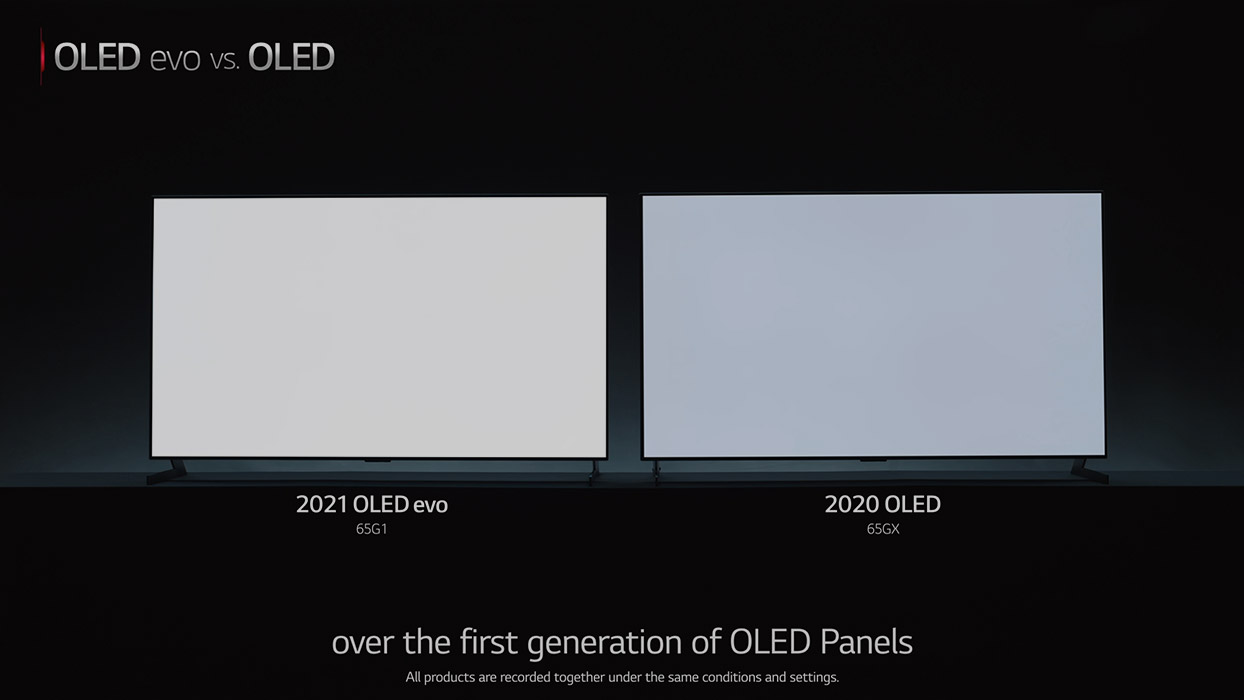 OLED evo vs. OLED
2021 OLED evo
65G1
2020 OLED
65GX
over the first generation of OLED Panels
All products are recorded together under the same conditions and settings.